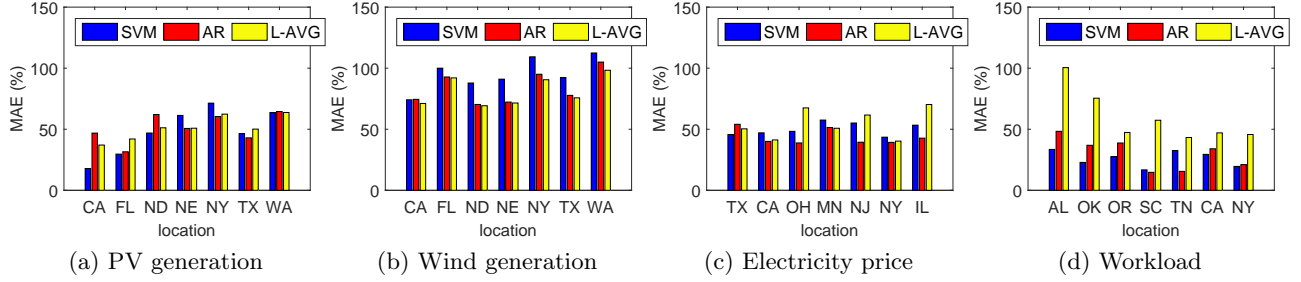 150
100
50
0
MAE (%)
SVM AR L-AVG
CA FL ND NE NY TX WA
location
(a) PV generation
150
100
50
0
MAE (%)
SVM AR L-AVG
CA FL ND NE NY TX WA
location
(b) Wind generation
150
100
50
0
MAE (%)
SVM AR L-AVG
TX CA OH MN NJ NY IL
location
(c) Electricity price
150
100
50
0
MAE (%)
SVM AR L-AVG
AL OK OR SC TN CA NY
location
(d) Workload